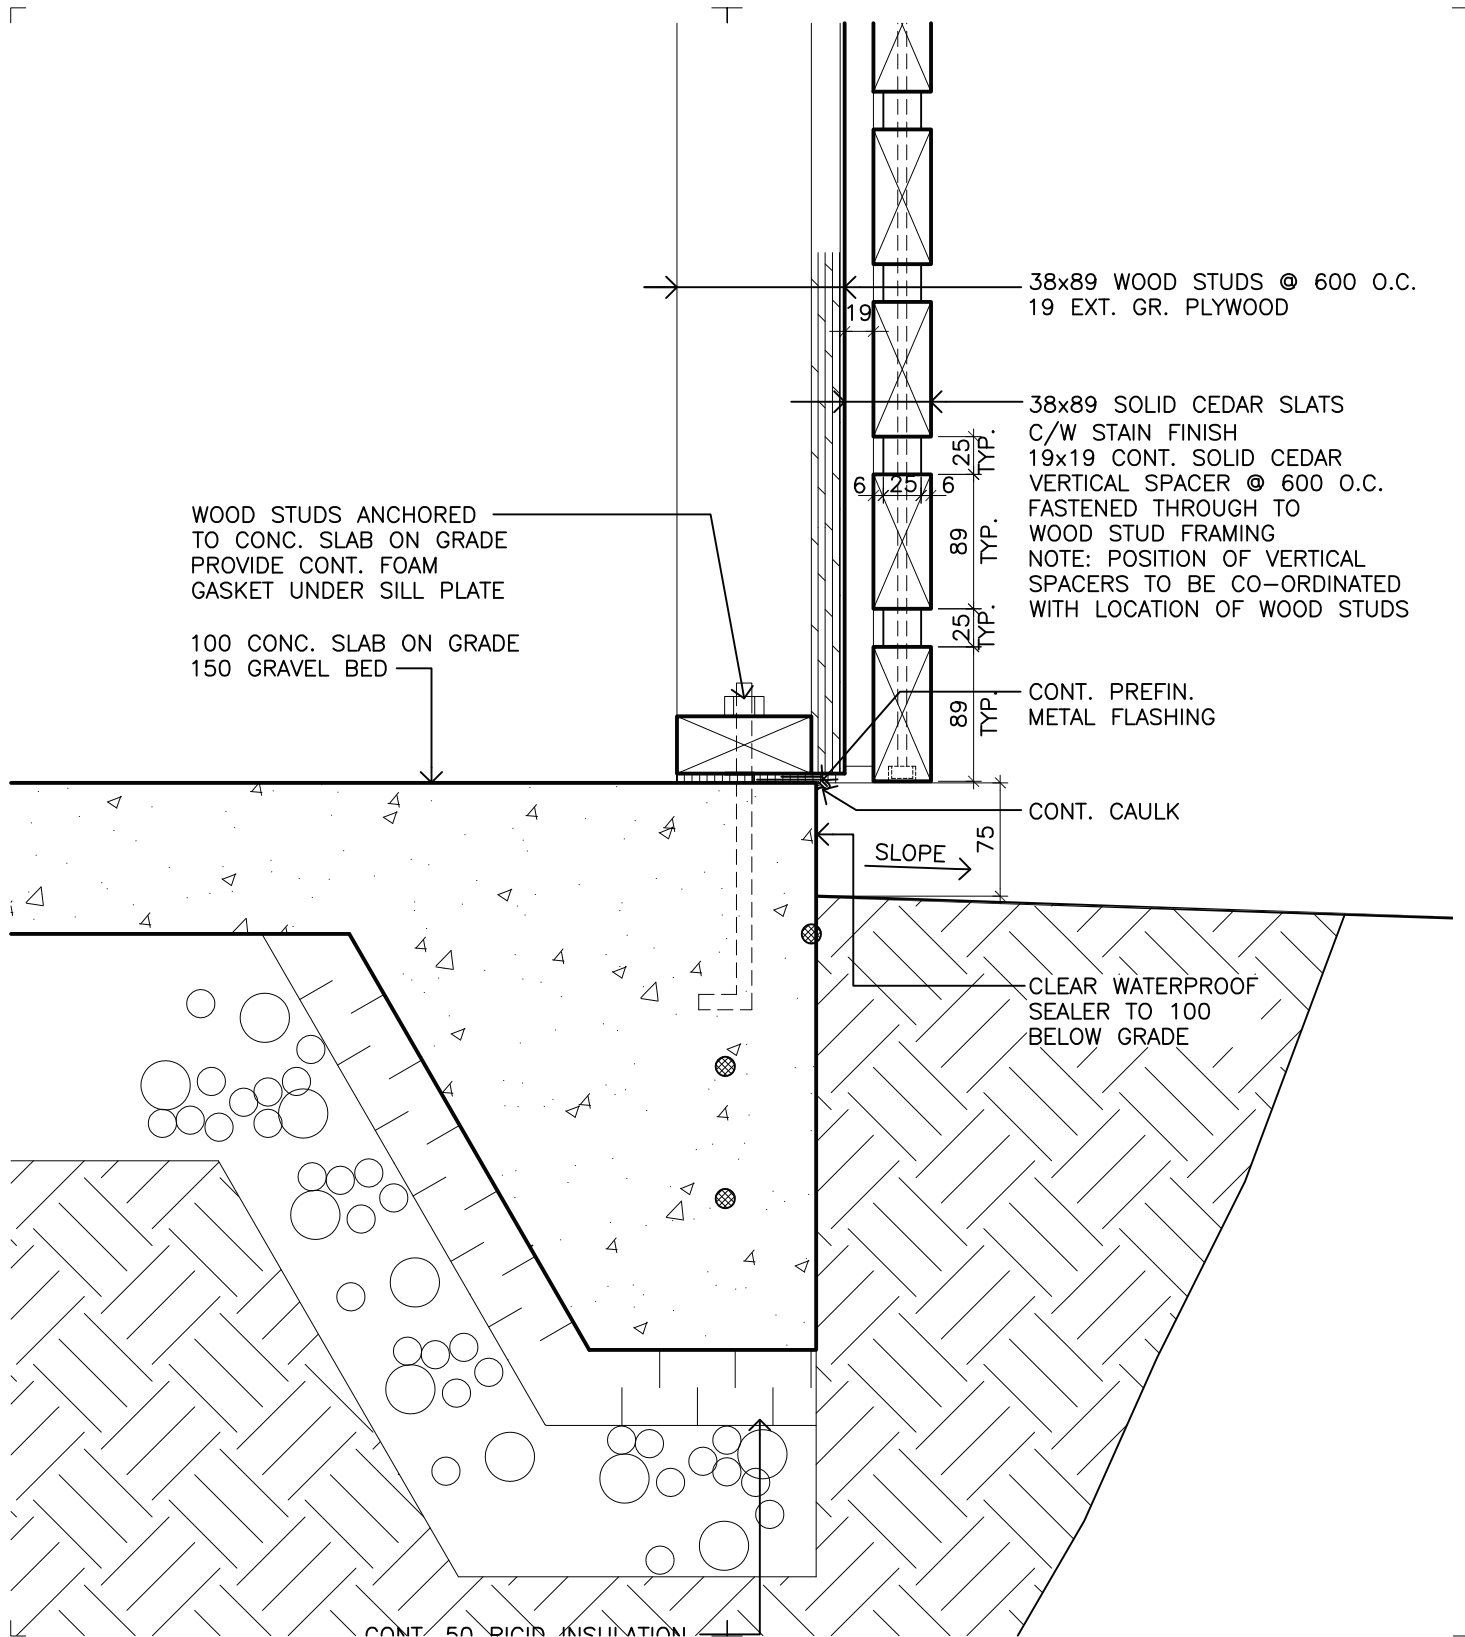 38x89 WOOD STUDS @ 600 O.C.
19 EXT. GR. PLYWOOD
19
38x89 SOLID CEDAR SLATS
C/W STAIN FINISH
19x19 CONT. SOLID CEDAR
VERTICAL SPACER @ 600 O.C.
FASTENED THROUGH TO
WOOD STUD FRAMING
NOTE: POSITION OF VERTICAL
SPACERS TO BE CO-ORDINATED
WITH LOCATION OF WOOD STUDS
25
TYP.
6 25 6
89
TYP.
25
TYP.
89
TYP.
WOOD STUDS ANCHORED
TO CONC. SLAB ON GRADE
PROVIDE CONT. FOAM
GASKET UNDER SILL PLATE
100 CONC. SLAB ON GRADE
150 GRAVEL BED
CONT. PREFIN.
METAL FLASHING
CONT. CAULK
75
SLOPE
CLEAR WATERPROOF
SEALER TO 100
BELOW GRADE
CONT. 50 RIGID INSULATION